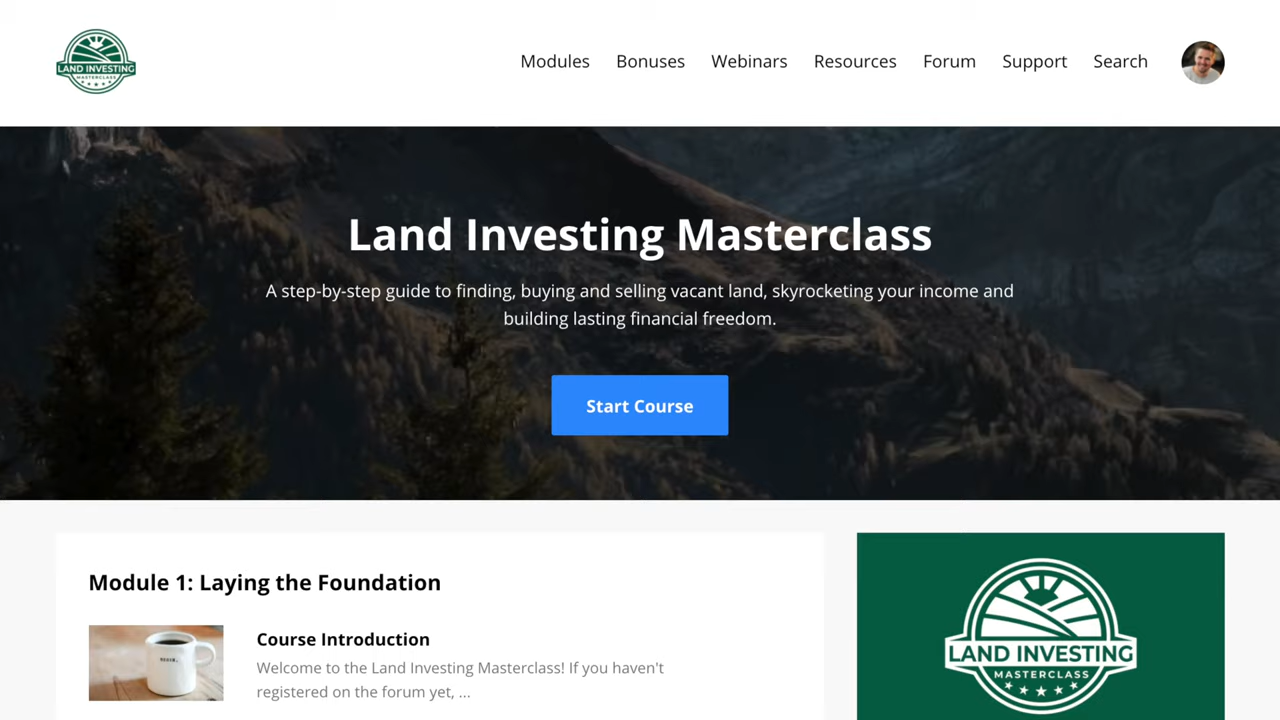 LAND INVESTING
MASTERCLASS
Modules Bonuses Webinars Resources Forum Support Search
Land Investing Masterclass
A step-by-step guide to finding, buying and selling vacant land, skyrocketing your income and
building lasting financial freedom.
Start Course
Module 1: Laying the Foundation
BEGIN.
Course Introduction
Welcome to the Land Investing Masterclass! If you haven't
registered on the forum yet, ...
LAND INVESTING
MASTERCLASS